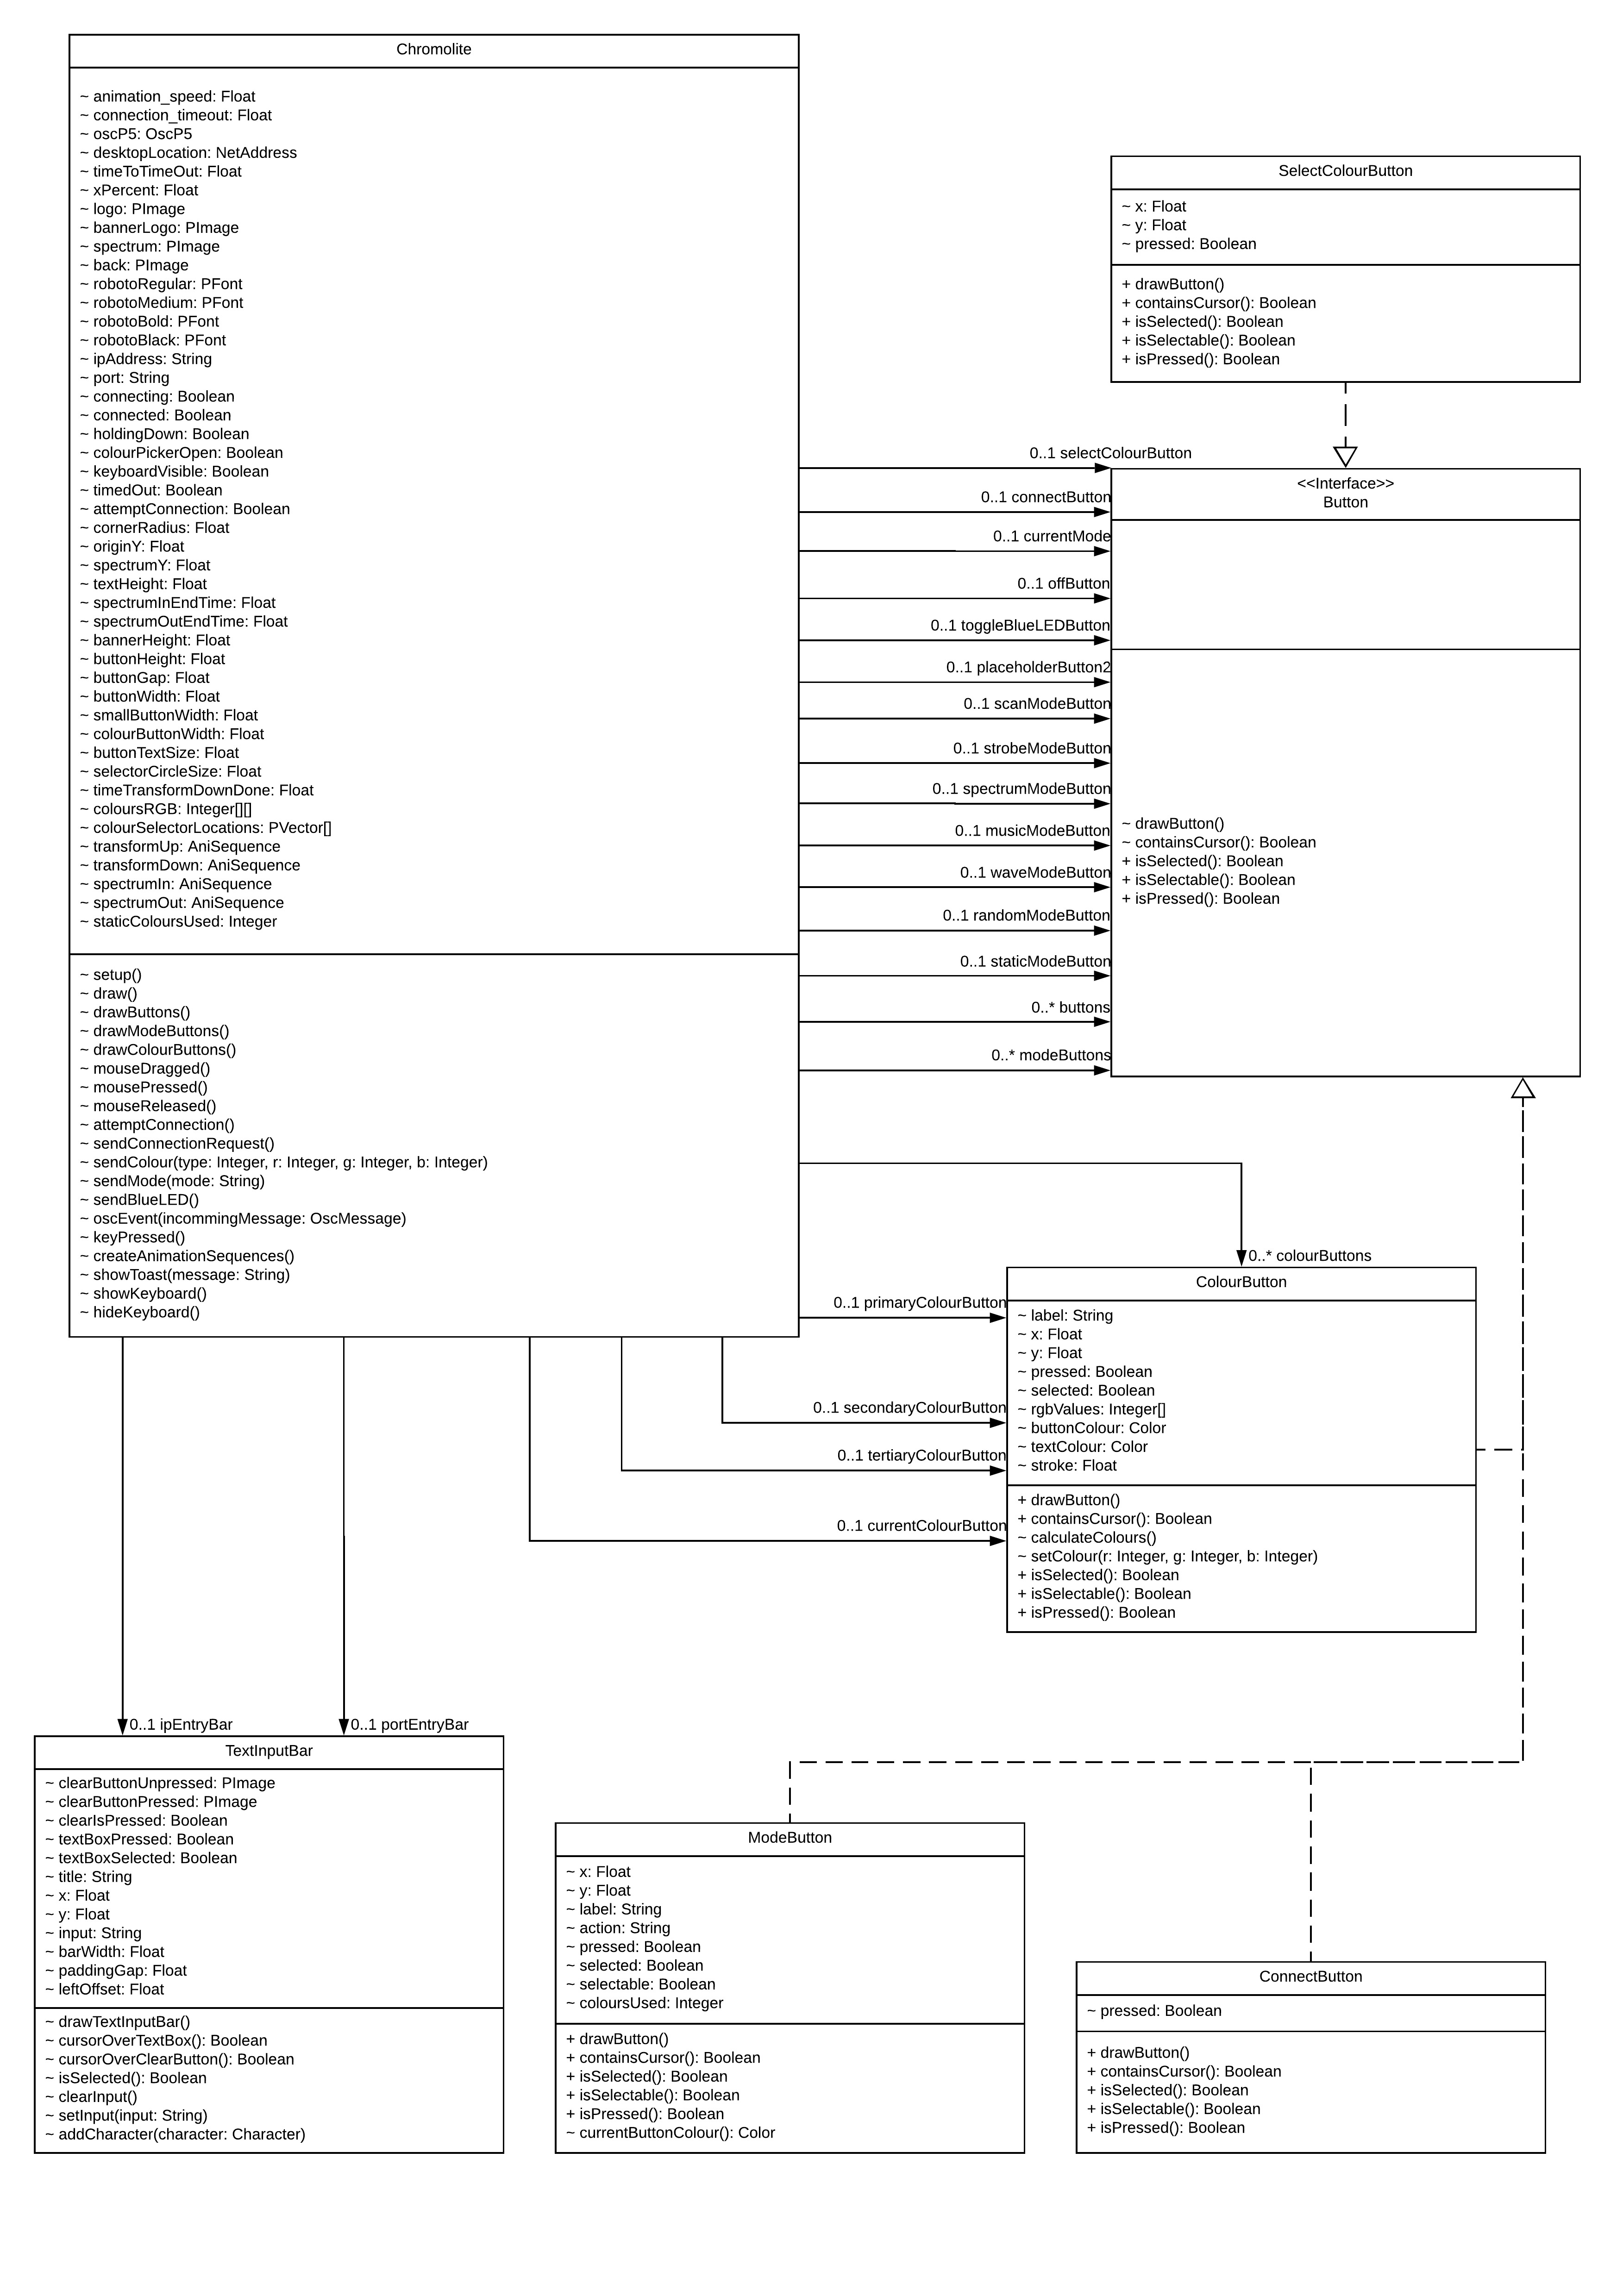 Chromolite
~ animation_speed: Float
~ connection_timeout: Float
~ oscP5: OscP5
~ desktopLocation: NetAddress
~ timeToTimeOut: Float
~ xPercent: Float
~ logo: PImage
~ bannerLogo: PImage
~ spectrum: PImage
~ back: PImage
~ robotoRegular: PFont
~ robotoMedium: PFont
~ robotoBold: PFont
~ robotoBlack: PFont
~ ipAddress: String
~ port: String
~ connecting: Boolean
~ connected: Boolean
~ holdingDown: Boolean
~ colourPickerOpen: Boolean
~ keyboardVisible: Boolean
~ timedOut: Boolean
~ attemptConnection: Boolean
~ cornerRadius: Float
~ originY: Float
~ spectrumY: Float
~ textHeight: Float
~ spectrumInEndTime: Float
~ spectrumOutEndTime: Float
~ bannerHeight: Float
~ buttonHeight: Float
~ buttonGap: Float
~ buttonWidth: Float
~ smallButtonWidth: Float
~ colourButtonWidth: Float
~ buttonTextSize: Float
~ selectorCircleSize: Float
~ timeTransformDownDone: Float
~ coloursRGB: Integer[][]
~ colourSelectorLocations: PVector[]
~ transformUp: AniSequence
~ transformDown: AniSequence
~ spectrumIn: AniSequence
~ spectrumOut: AniSequence
~ staticColoursUsed: Integer
~ setup()
~ draw()
~ drawButtons()
~ drawModeButtons()
~ drawColourButtons()
~ mouseDragged()
~ mousePressed()
~ mouseReleased()
~ attemptConnection()
~ sendConnectionRequest()
~ sendColour(type: Integer, r: Integer, g: Integer, b: Integer)
~ sendMode(mode: String)
~ sendBlueLED()
~ oscEvent(incommingMessage: OscMessage)
~ keyPressed()
~ createAnimationSequences()
~ showToast(message: String)
~ showKeyboard()
~ hideKeyboard()
SelectColourButton
~ x: Float
~ y: Float
~ pressed: Boolean
+ drawButton()
+ containsCursor(): Boolean
+ isSelected(): Boolean
+ isSelectable(): Boolean
+ isPressed(): Boolean
0..1 selectColourButton
0..1 connectButton
0..1 currentMode
0..1 offButton
0..1 toggleBlueLEDButton
0..1 placeholderButton2
0..1 scanModeButton
0..1 strobeModeButton
0..1 spectrumModeButton
0..1 musicModeButton
0..1 waveModeButton
0..1 randomModeButton
0..1 staticModeButton
0..* buttons
0..* modeButtons
<<Interface>>
Button
~ drawButton()
~ containsCursor(): Boolean
+ isSelected(): Boolean
+ isSelectable(): Boolean
+ isPressed(): Boolean
0..* colourButtons
0..1 primaryColourButton
0..1 secondaryColourButton
0..1 tertiaryColourButton
0..1 currentColourButton
ColourButton
~ label: String
~ x: Float
~ y: Float
~ pressed: Boolean
~ selected: Boolean
~ rgbValues: Integer[]
~ buttonColour: Color
~ textColour: Color
~ stroke: Float
+ drawButton()
+ containsCursor(): Boolean
~ calculateColours()
~ setColour(r: Integer, g: Integer, b: Integer)
+ isSelected(): Boolean
+ isSelectable(): Boolean
+ isPressed(): Boolean
0..1 ipEntryBar
0..1 portEntryBar
TextInputBar
~ clearButtonUnpressed: PImage
~ clearButtonPressed: PImage
~ clearIsPressed: Boolean
~ textBoxPressed: Boolean
~ textBoxSelected: Boolean
~ title: String
~ x: Float
~ y: Float
~ input: String
~ barWidth: Float
~ paddingGap: Float
~ leftOffset: Float
~ drawTextInputBar()
~ cursorOverTextBox(): Boolean
~ cursorOverClearButton(): Boolean
~ isSelected(): Boolean
~ clearInput()
~ setInput(input: String)
~ addCharacter(character: Character)
ModeButton
~ x: Float
~ y: Float
~ label: String
~ action: String
~ pressed: Boolean
~ selected: Boolean
~ selectable: Boolean
~ coloursUsed: Integer
+ drawButton()
+ containsCursor(): Boolean
+ isSelected(): Boolean
+ isSelectable(): Boolean
+ isPressed(): Boolean
~ currentButtonColour(): Color
ConnectButton
~ pressed: Boolean
+ drawButton()
+ containsCursor(): Boolean
+ isSelected(): Boolean
+ isSelectable(): Boolean
+ isPressed(): Boolean